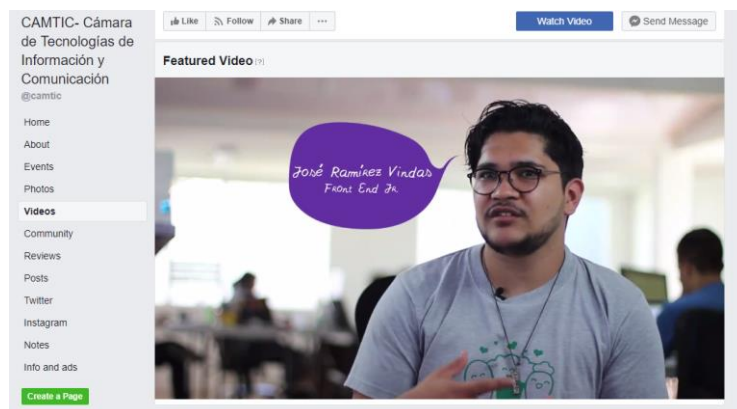 CAMTIC- Cámara
de Tecnologías de
Información y
Comunicación
@camtic
Home
About
Events
Photos
Videos
Community
Reviews
Posts
Twitter
Instagram
Notes
Info and ads
Create a Page
Like Follow Share ...
Watch Video Send Message
Featured Video [?]
José Ramírez Vindas
Front End Jr.